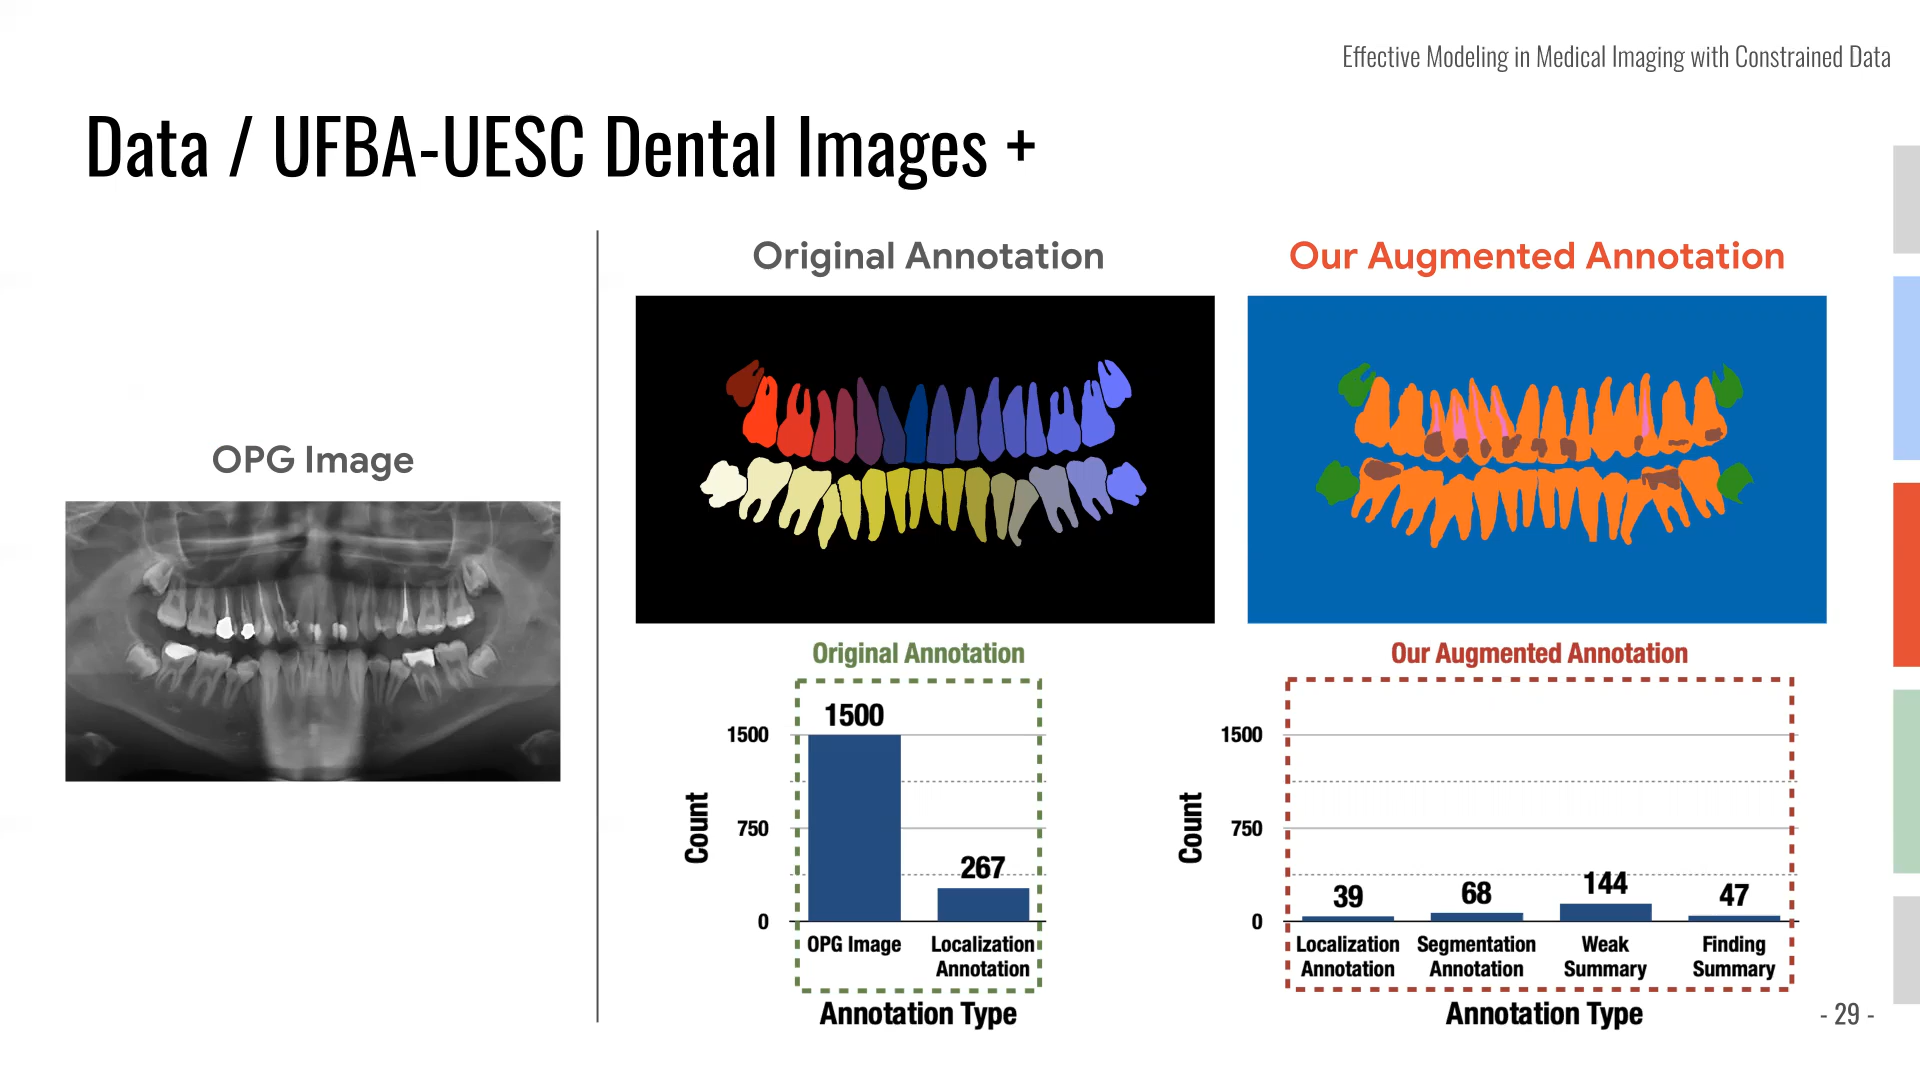 Effective Modeling in Medical Imaging with Constrained Data
Data / UFBA-UESC Dental Images +
OPG Image
Original Annotation
Our Augmented Annotation
Original Annotation
1500
1500
750
0
267
Count
OPG Image
Localization
Annotation
Annotation Type
Our Augmented Annotation
1500
750
0
39
68
144
47
Count
Localization
Annotation
Segmentation
Annotation
Weak
Summary
Finding
Summary
Annotation Type
- 29 -